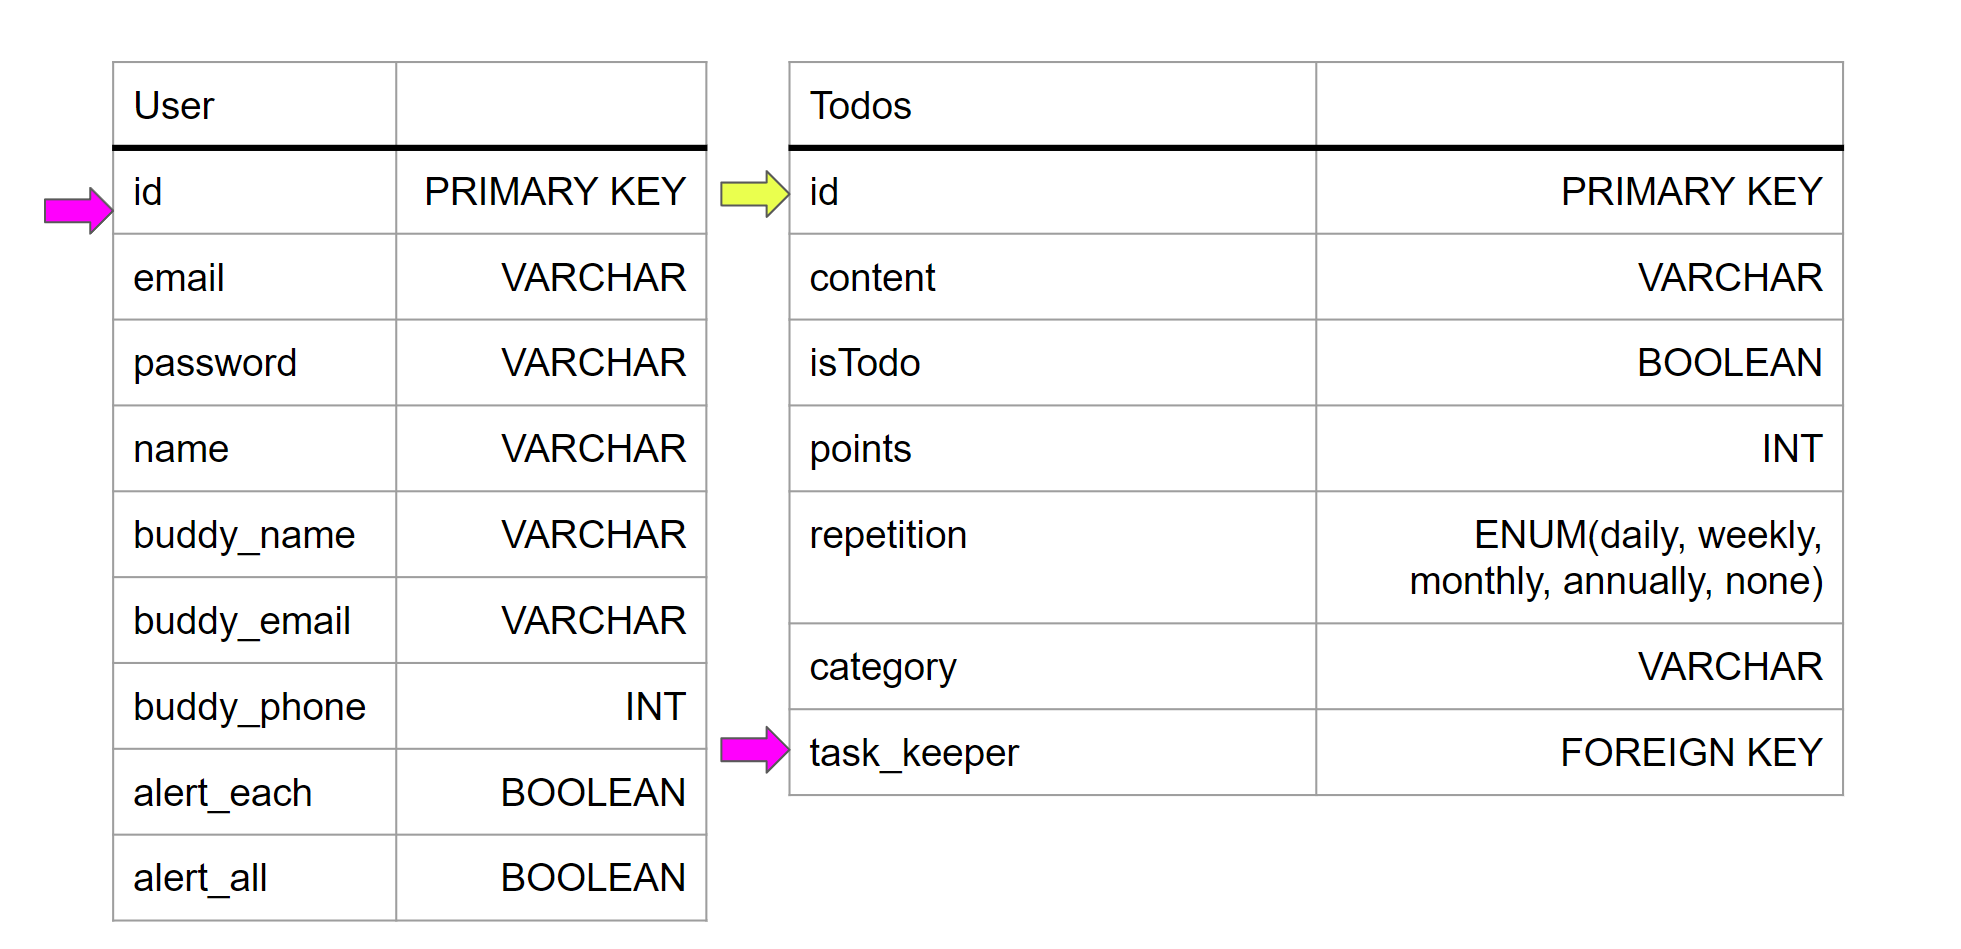 User
id PRIMARY KEY
email VARCHAR
password VARCHAR
name VARCHAR
buddy_name VARCHAR
buddy_email VARCHAR
buddy_phone INT
alert_each BOOLEAN
alert_all BOOLEAN
Todos
id PRIMARY KEY
content VARCHAR
isTodo BOOLEAN
points INT
repetition ENUM(daily, weekly,
monthly, annually, none)
category VARCHAR
task_keeper FOREIGN KEY